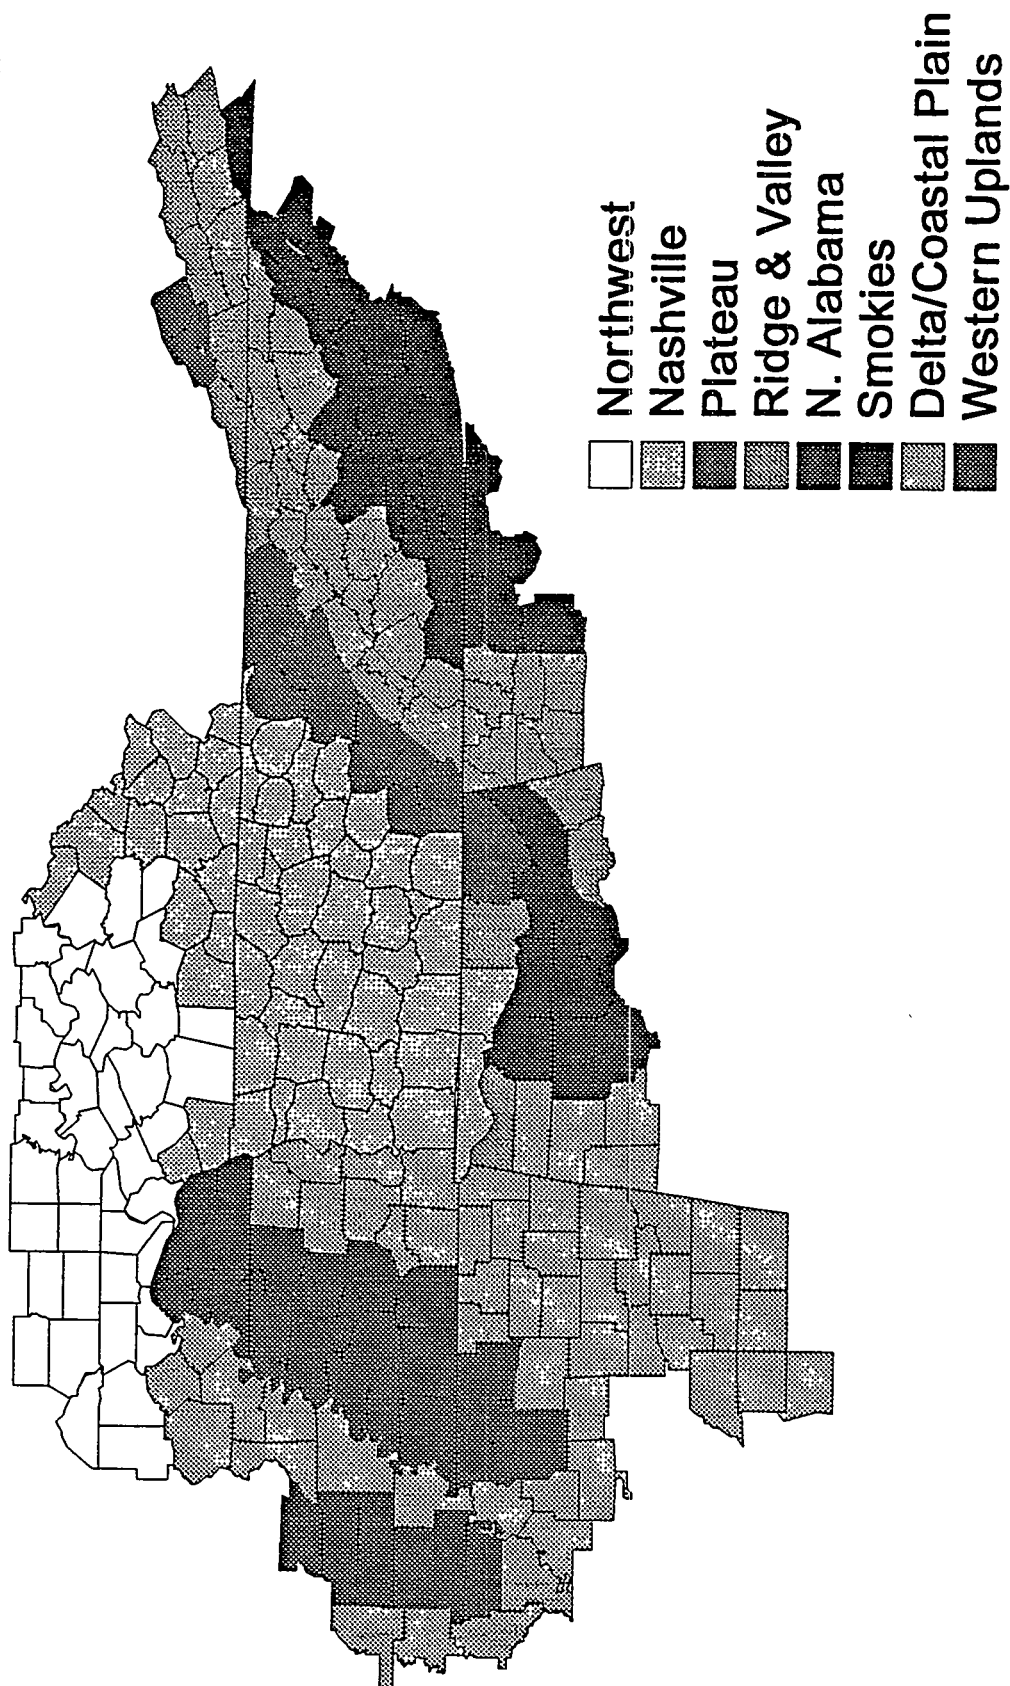 Northwest
Nashville
Plateau
Ridge & Valley
N. Alabama
Smokies
Delta/Coastal Plain
Western Uplands